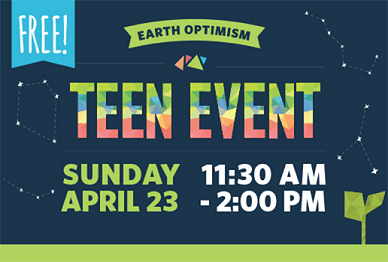 FREE!
EARTH OPTIMISM
TEEN EVENT
SUNDAY 11:30 AM
APRIL 23 - 2:00 PM